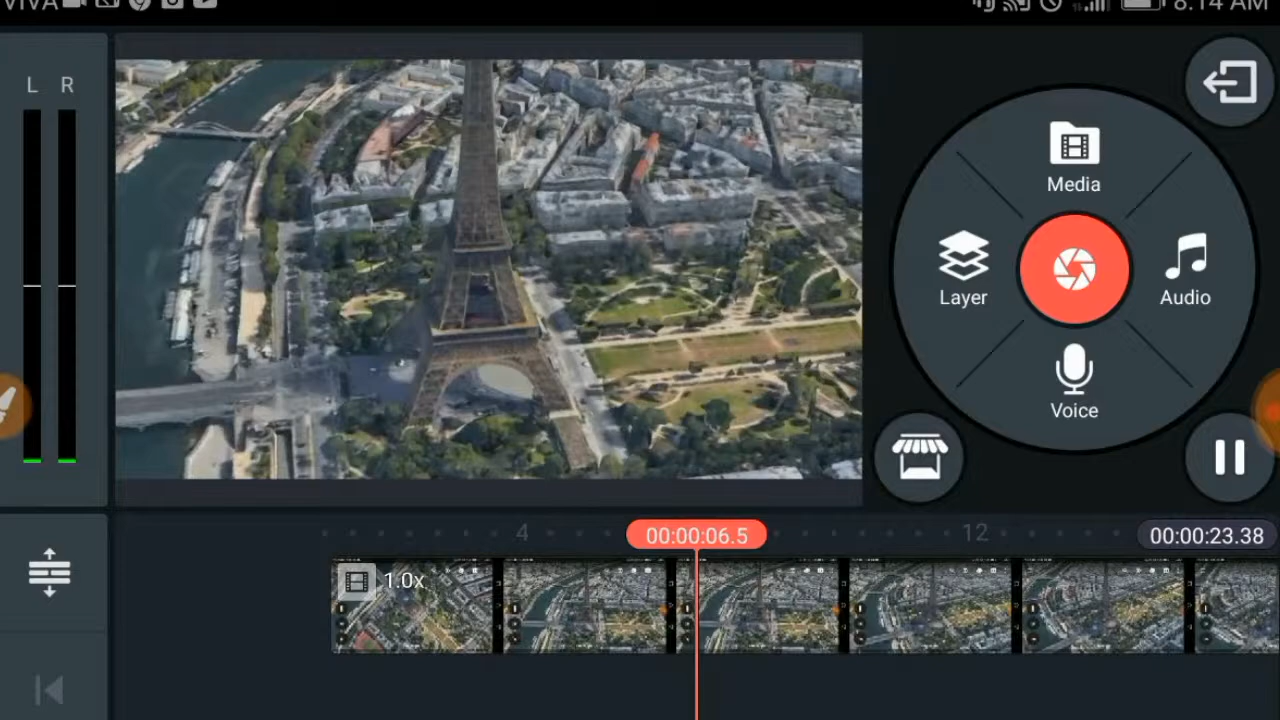 VIVA
8:14 AM
L R
Media
Layer
Audio
Voice
4
00:00:06.5
12
00:00:23.38
1.0x